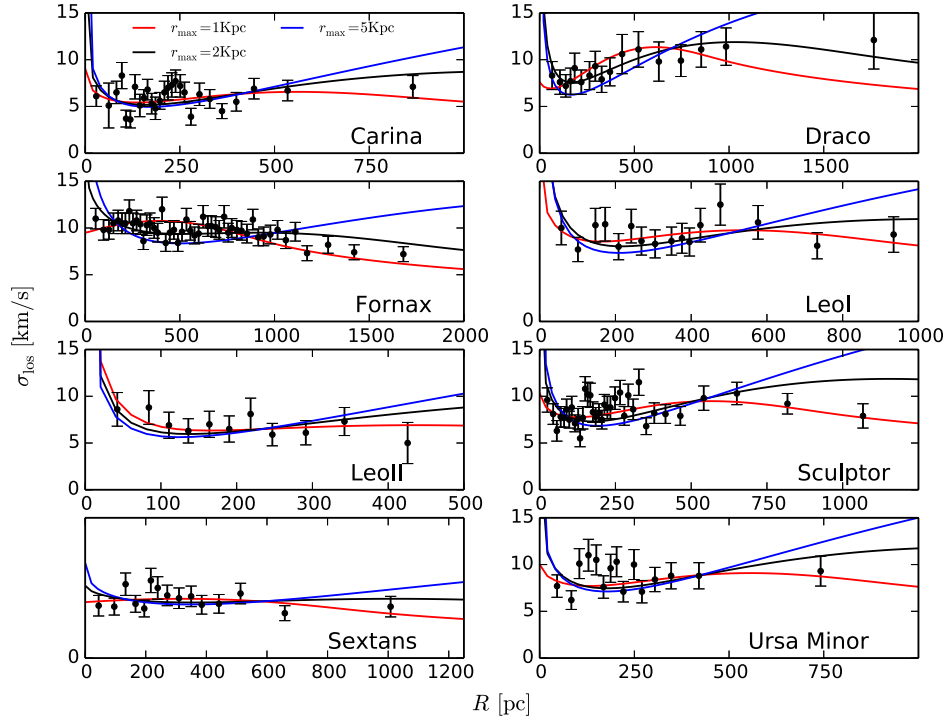 σ_los [km/s]
15
10
5
0
r_max=1Kpc
r_max=2Kpc
r_max=5Kpc
Carina
0 250 500 750
15
10
5
0
Draco
0 500 1000 1500
15
10
5
0
Fornax
0 500 1000 1500 2000
15
10
5
0
LeoI
0 200 400 600 800 1000
15
10
5
0
LeoII
0 100 200 300 400 500
15
10
5
0
Sculptor
0 250 500 750 1000
15
10
5
0
Sextans
0 200 400 600 800 1000 1200
15
10
5
0
Ursa Minor
0 250 500 750
R [pc]